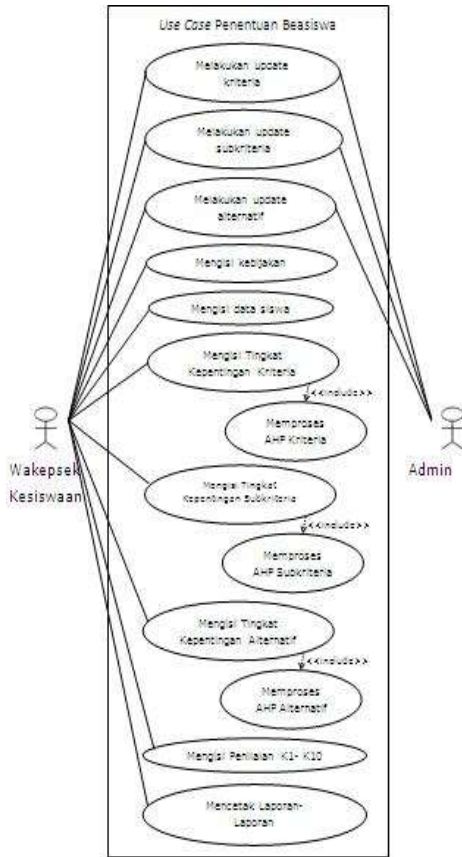 Use Case Penentuan Beasiswa
Melakukan update
kriteria
Melakukan update
subkriteria
Melakukan update
alternatif
Mengisi kebijakan
Mengisi data siswa
Mengisi Tingkat
Kepentingan Kriteria
<<include>>
Memproses
AHP Kriteria
Wakepsek
Kesiswaan
Admin
Mengisi Tingkat
Kepentingan Subkriteria
<<include>>
Memproses
AHP Subkriteria
Mengisi Tingkat
Kepentingan Alternatif
<<include>>
Memproses
AHP Alternatif
Mengisi Penilaian K1- K10
Mencetak Laporan-
Laporan